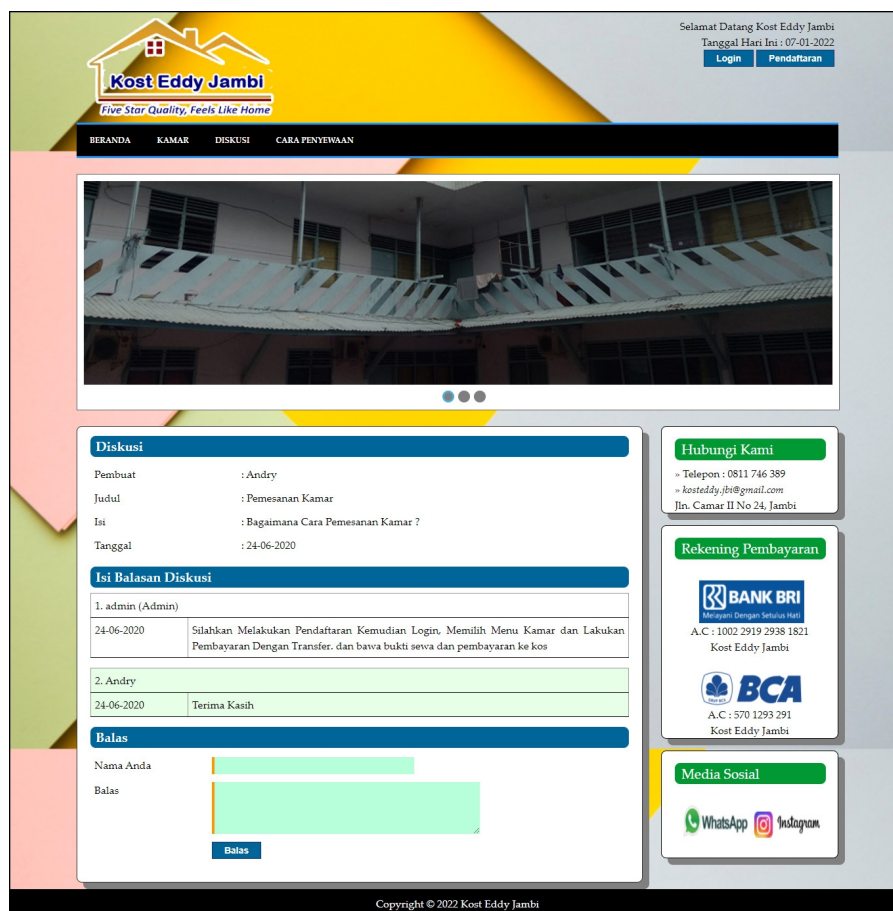 Kost Eddy Jambi
Five Star Quality, Feels Like Home
Selamat Datang Kost Eddy Jambi
Tanggal Hari Ini : 07-01-2022
Login Pendaftaran
BERANDA KAMAR DISKUSI CARA PENYEWAAN
Diskusi
Pembuat : Andry
Judul : Pemesanan Kamar
Isi : Bagaimana Cara Pemesanan Kamar ?
Tanggal : 24-06-2020
Isi Balasan Diskusi
1. admin (Admin)
24-06-2020 Silahkan Melakukan Pendaftaran Kemudian Login, Memilih Menu Kamar dan Lakukan
Pembayaran Dengan Transfer. dan bawa bukti sewa dan pembayaran ke kos
2. Andry
24-06-2020 Terima Kasih
Balas
Nama Anda
Balas
Balas
Hubungi Kami
» Telepon : 0811 746 389
» kosteddy.jbi@gmail.com
Jln. Camar II No 24, Jambi
Rekening Pembayaran
BANK BRI
Melayani Dengan Setulus Hati
A.C : 1002 2919 2938 1821
Kost Eddy Jambi
BCA
A.C : 570 1293 291
Kost Eddy Jambi
Media Sosial
WhatsApp Instagram
Copyright © 2022 Kost Eddy Jambi